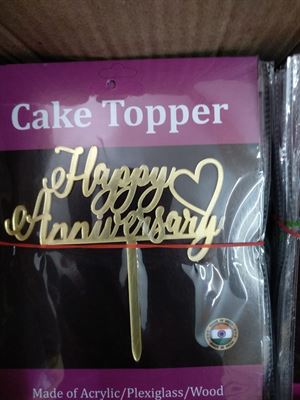 Cake Topper
Happy
Anniversary
Made of Acrylic/Plexiglass/Wood